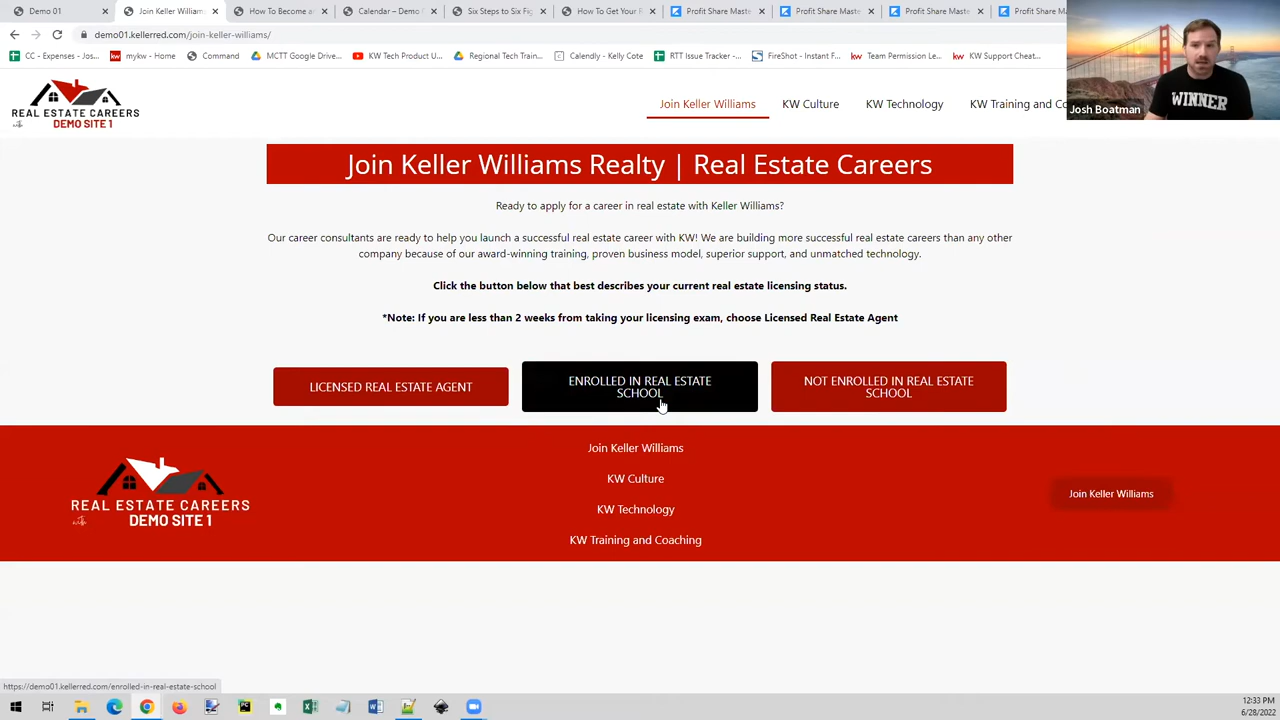 Demo 01
Join Keller William
How To Become a
Calendar – Demo
Six Steps to Six Fig
How To Get Your
Profit Share Maste
Profit Share Maste
Profit Share Maste
Profit Share Mast
demo01.kellerred.com/join-keller-williams/
CC - Expenses - Jos...
mykw - Home
Command
MCTT Google Drive...
KW Tech Product U...
Regional Tech Train...
Calendly - Kelly Cote
RTT Issue Tracker -...
FireShot - Instant F...
Team Permission Le...
KW Support Cheat...
WINNER
Josh Boatman
REAL ESTATE CAREERS
with DEMO SITE 1
Join Keller Williams
KW Culture
KW Technology
KW Training and Co
Join Keller Williams Realty | Real Estate Careers
Ready to apply for a career in real estate with Keller Williams?
Our career consultants are ready to help you launch a successful real estate career with KW! We are building more successful real estate careers than any other
company because of our award-winning training, proven business model, superior support, and unmatched technology.
Click the button below that best describes your current real estate licensing status.
*Note: If you are less than 2 weeks from taking your licensing exam, choose Licensed Real Estate Agent
LICENSED REAL ESTATE AGENT
ENROLLED IN REAL ESTATE
SCHOOL
NOT ENROLLED IN REAL ESTATE
SCHOOL
REAL ESTATE CAREERS
with DEMO SITE 1
Join Keller Williams
KW Culture
KW Technology
KW Training and Coaching
Join Keller Williams
https://demo01.kellerred.com/enrolled-in-real-estate-school
12:33 PM
6/28/2022